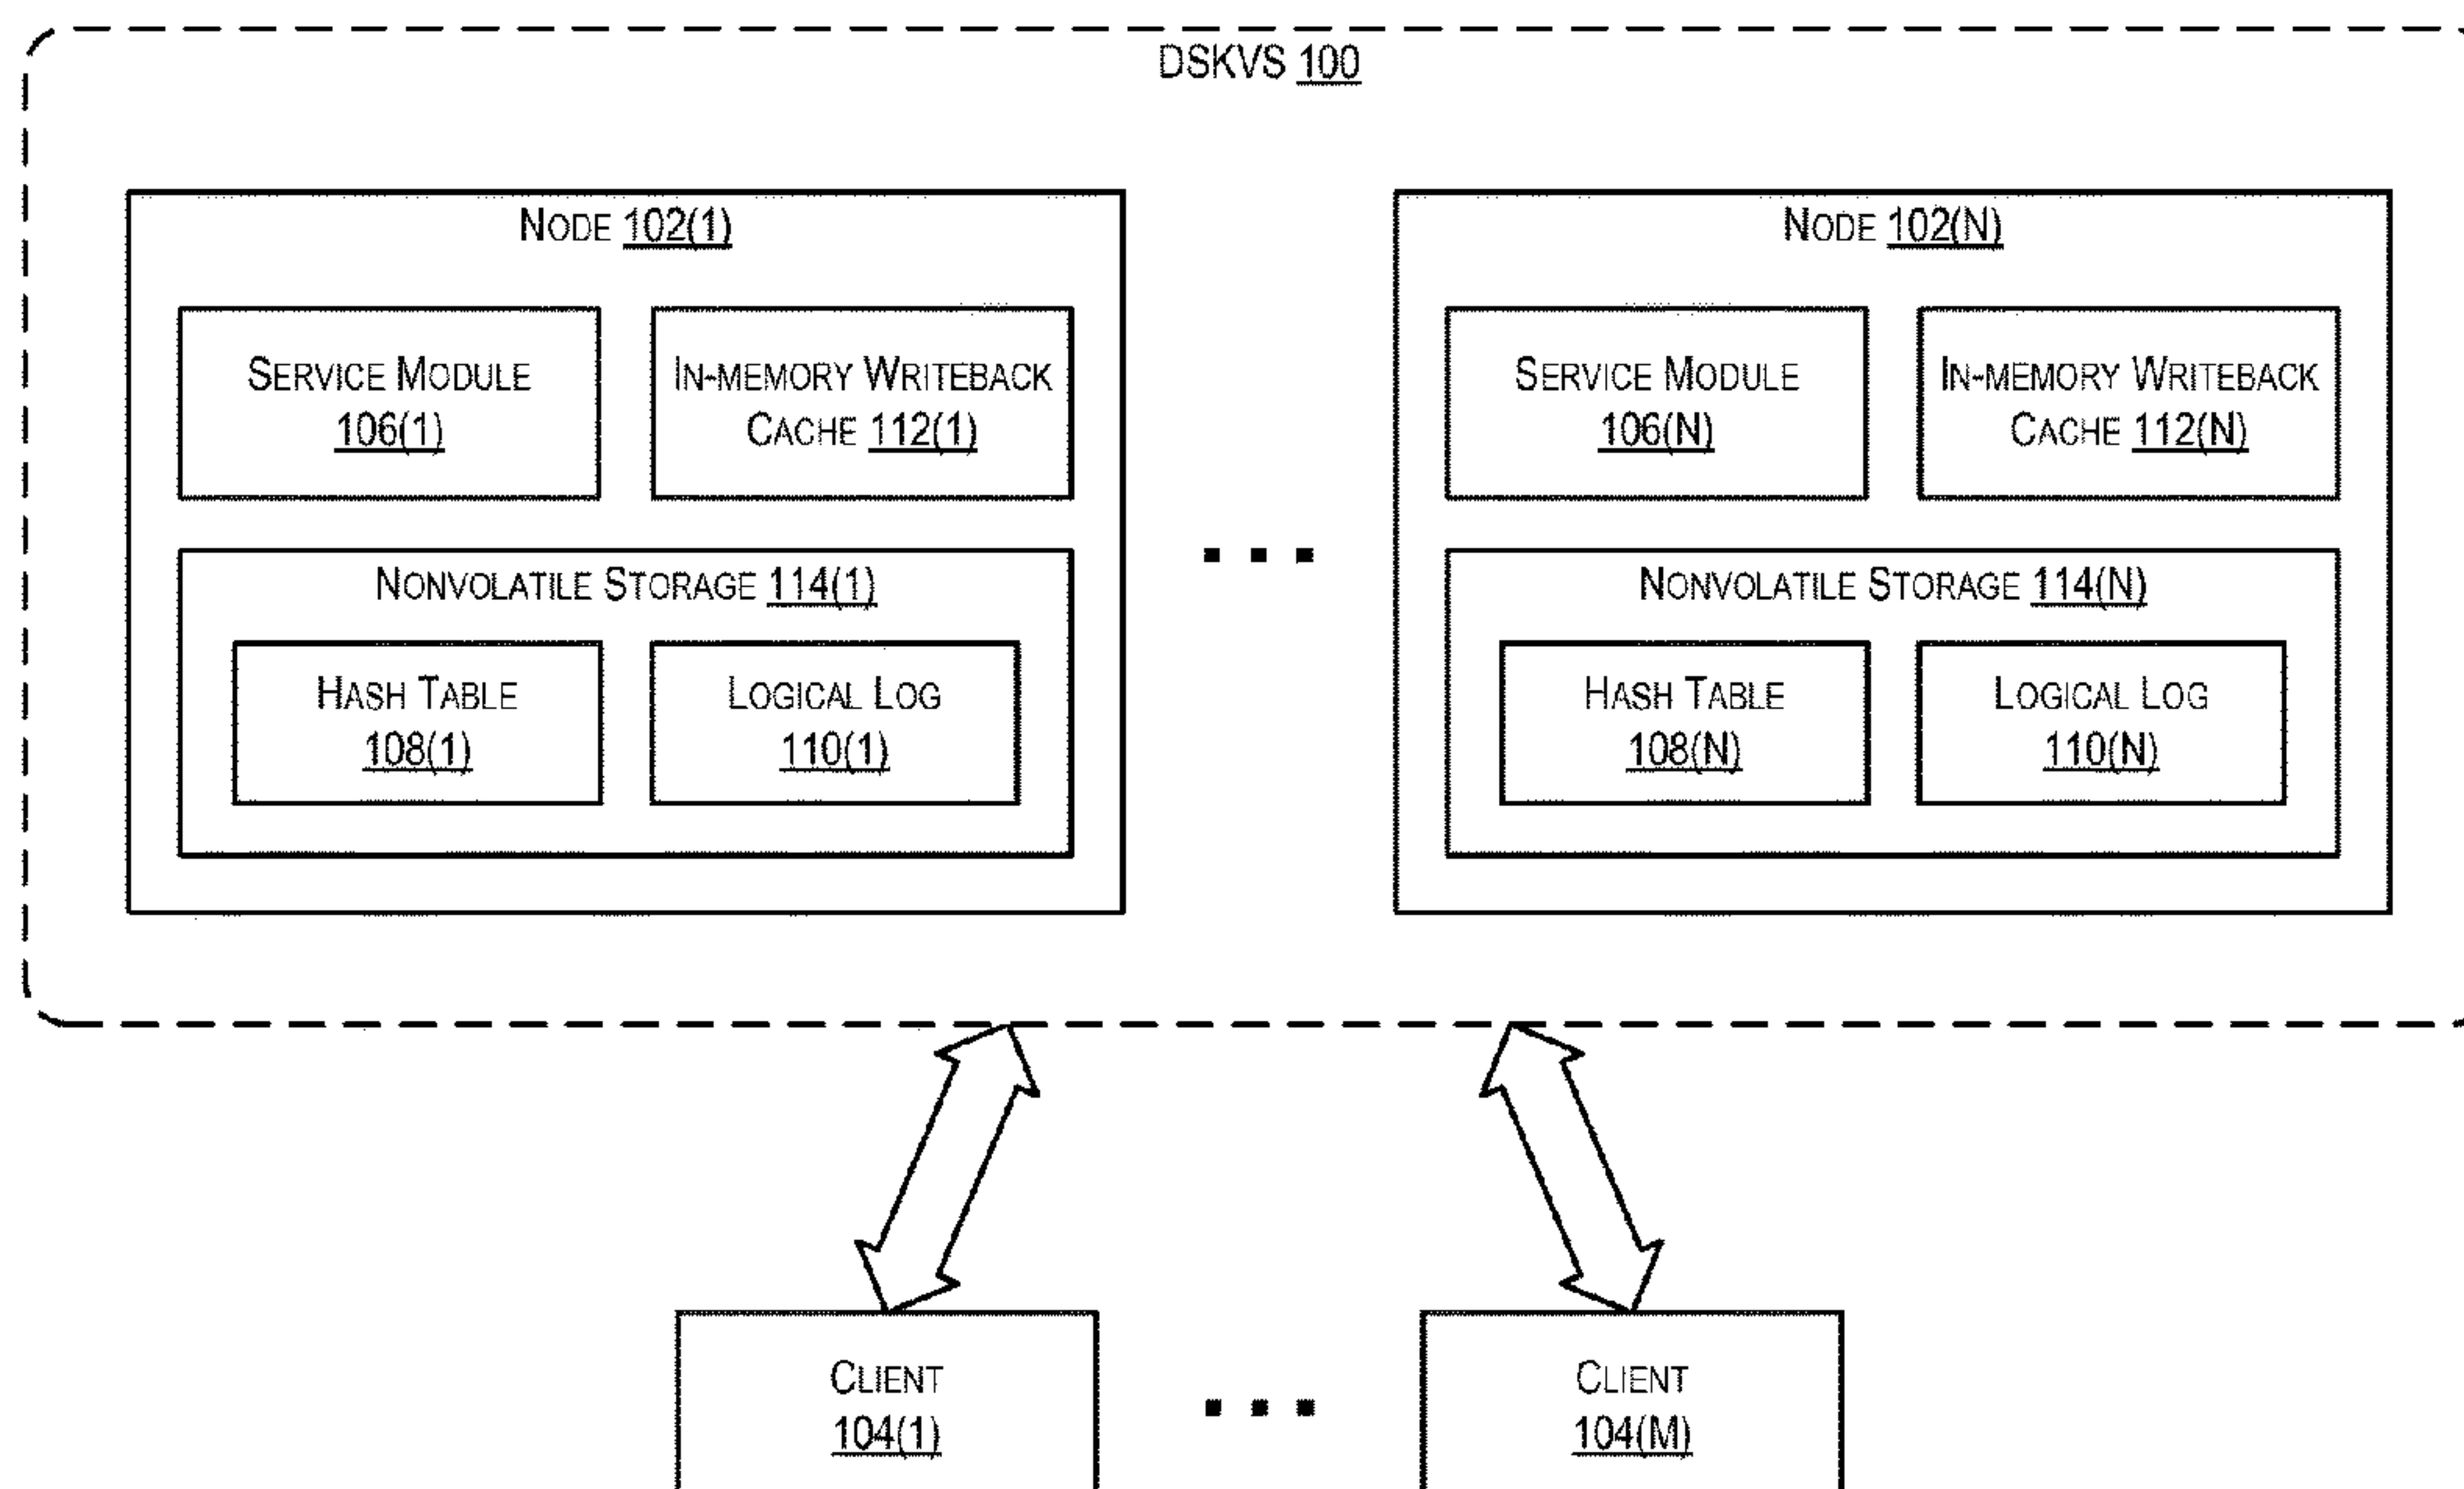 DSKVS 100
NODE 102(1)
SERVICE MODULE
106(1)
IN-MEMORY WRITEBACK
CACHE 112(1)
NONVOLATILE STORAGE 114(1)
HASH TABLE
108(1)
LOGICAL LOG
110(1)
NODE 102(N)
SERVICE MODULE
106(N)
IN-MEMORY WRITEBACK
CACHE 112(N)
NONVOLATILE STORAGE 114(N)
HASH TABLE
108(N)
LOGICAL LOG
110(N)
CLIENT
104(1)
CLIENT
104(M)